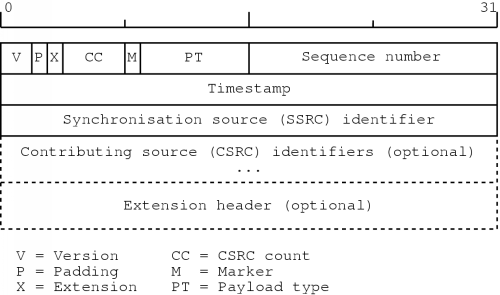 0 31
V P X CC M PT Sequence number
Timestamp
Synchronisation source (SSRC) identifier
Contributing source (CSRC) identifiers (optional)
...
Extension header (optional)
V = Version CC = CSRC count
P = Padding M = Marker
X = Extension PT = Payload type